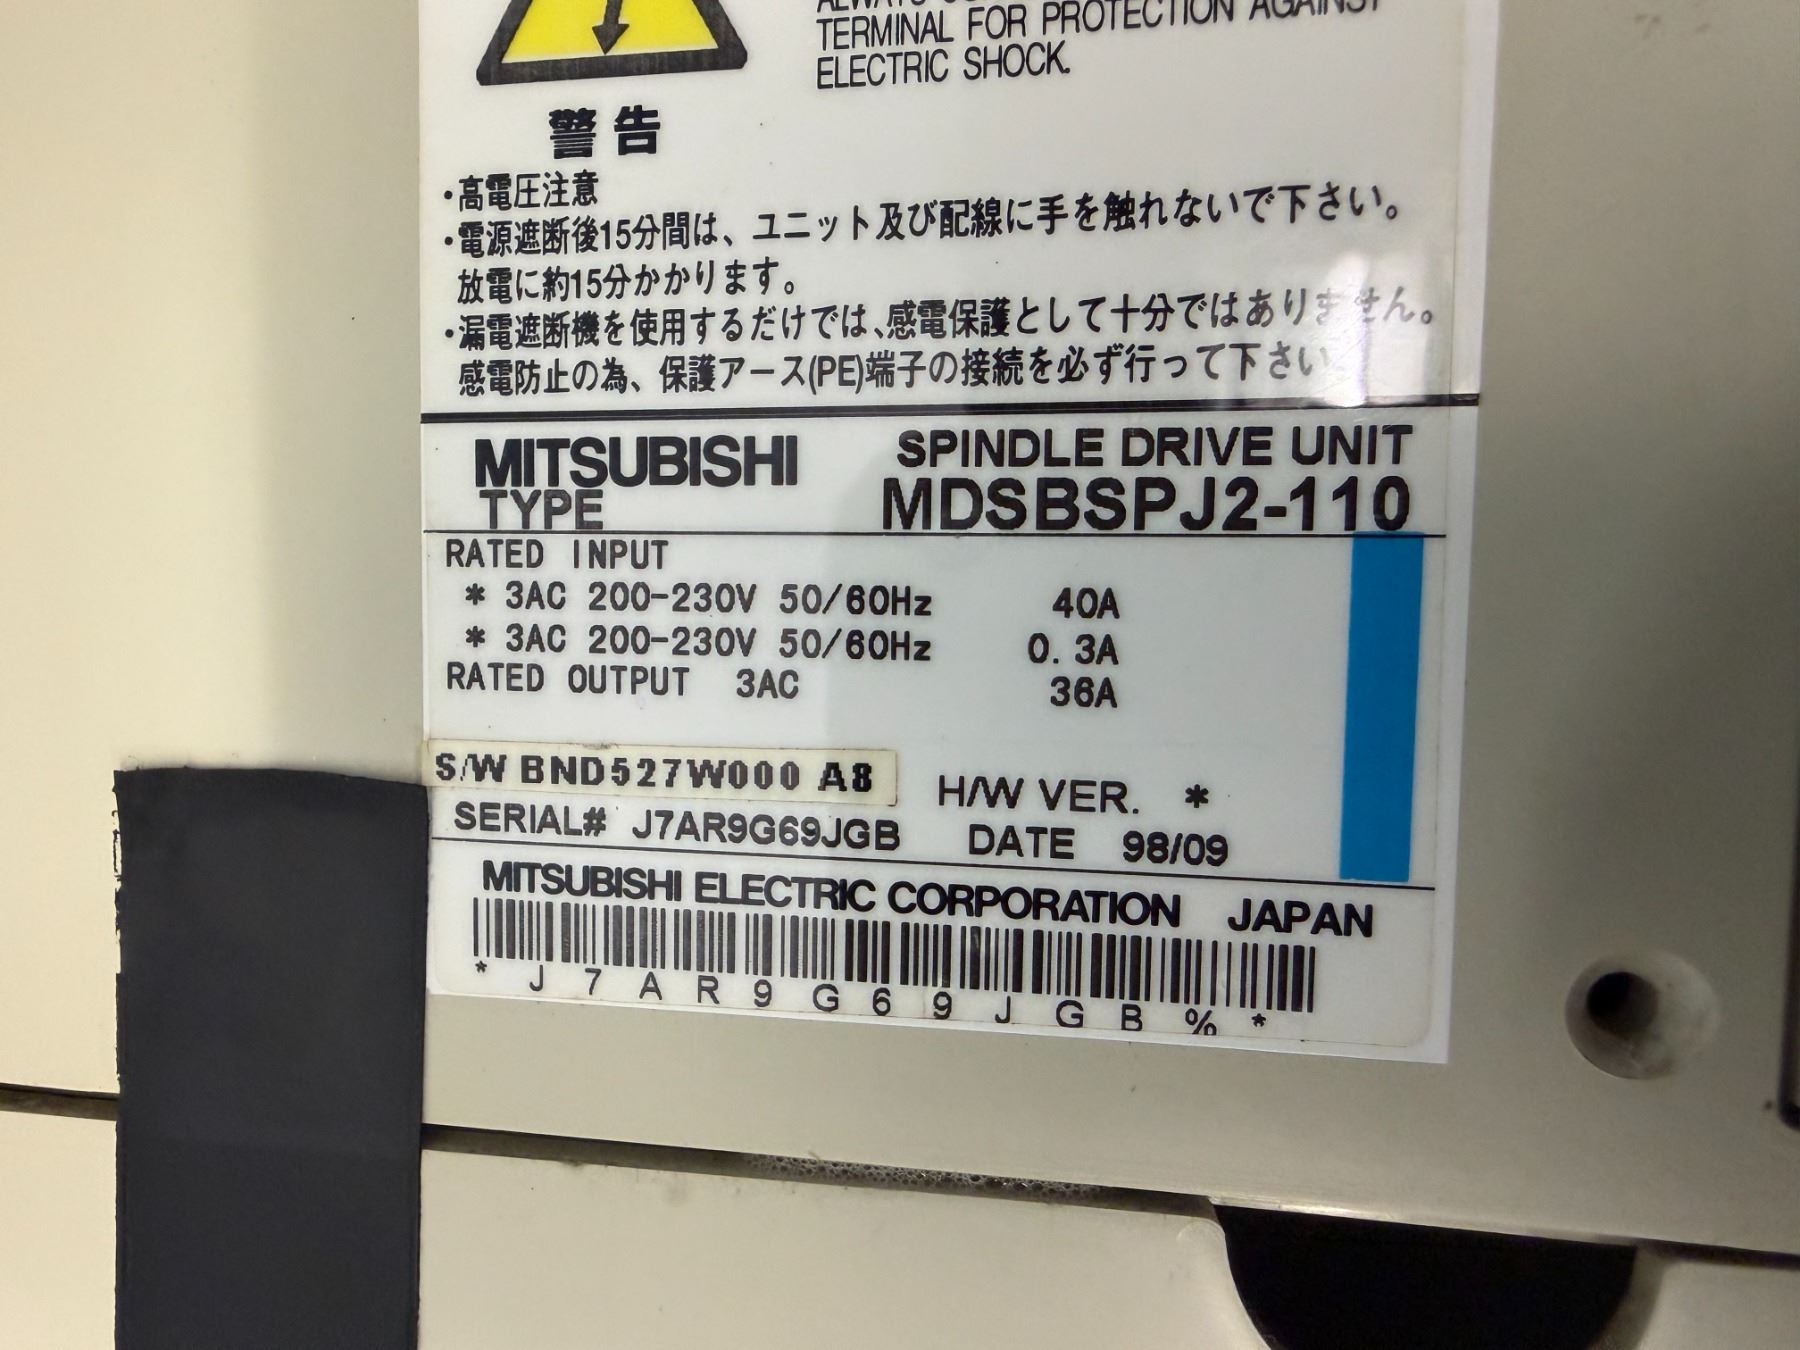 TERMINAL FOR PROTECTION AGAINST
ELECTRIC SHOCK.
警告
・高電圧注意
・電源遮断後15分間は、ユニット及び配線に手を触れないで下さい。
放電に約15分かかります。
・漏電遮断機を使用するだけでは、感電保護として十分ではありません。
感電防止の為、保護アース(PE)端子の接続を必ず行って下さい
MITSUBISHI SPINDLE DRIVE UNIT
TYPE MDSBSPJ2-110
RATED INPUT
* 3AC 200-230V 50/60Hz 40A
* 3AC 200-230V 50/60Hz 0.3A
RATED OUTPUT 3AC 36A
S/W BND527W000 A8 H/W VER. *
SERIAL# J7AR9G69JGB DATE 98/09
MITSUBISHI ELECTRIC CORPORATION JAPAN
* J 7 A R 9 G 6 9 J G B % *